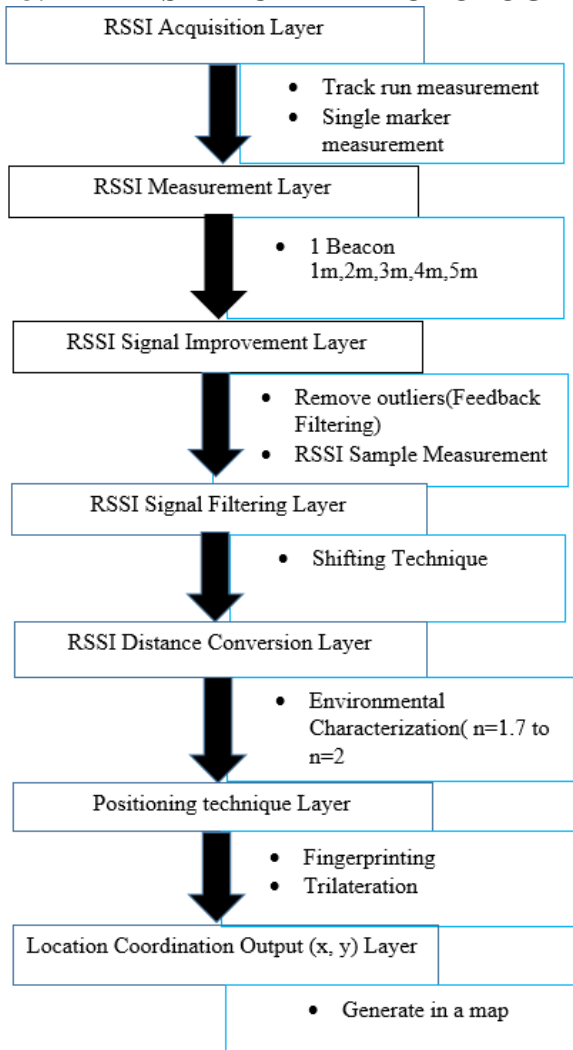 RSSI Acquisition Layer
• Track run measurement
• Single marker
measurement
RSSI Measurement Layer
• 1 Beacon
1m,2m,3m,4m,5m
RSSI Signal Improvement Layer
• Remove outliers(Feedback
Filtering)
• RSSI Sample Measurement
RSSI Signal Filtering Layer
• Shifting Technique
RSSI Distance Conversion Layer
• Environmental
Characterization( n=1.7 to
n=2
Positioning technique Layer
• Fingerprinting
• Trilateration
Location Coordination Output (x, y) Layer
• Generate in a map